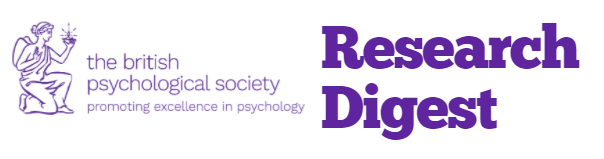 the british
psychological society
promoting excellence in psychology
Research
Digest